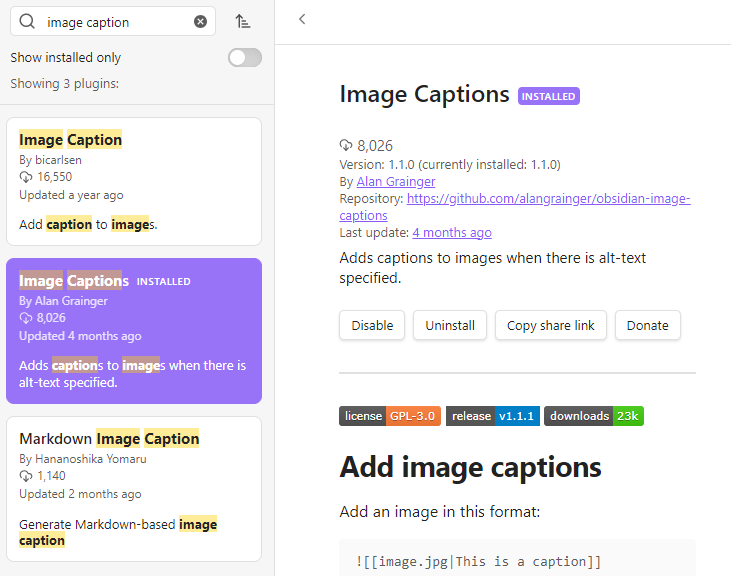 image caption
Show installed only
Showing 3 plugins:
Image Caption
By bicarlsen
16,550
Updated a year ago
Add caption to images.
Image Captions INSTALLED
By Alan Grainger
8,026
Updated 4 months ago
Adds captions to images when there is
alt-text specified.
Markdown Image Caption
By Hananoshika Yomaru
1,140
Updated 2 months ago
Generate Markdown-based image
caption
Image Captions INSTALLED
8,026
Version: 1.1.0 (currently installed: 1.1.0)
By Alan Grainger
Repository: https://github.com/alangrainger/obsidian-image-
captions
Last update: 4 months ago
Adds captions to images when there is alt-text
specified.
Disable Uninstall Copy share link Donate
license GPL-3.0 release v1.1.1 downloads 23k
Add image captions
Add an image in this format:
![[image.jpg|This is a caption]]